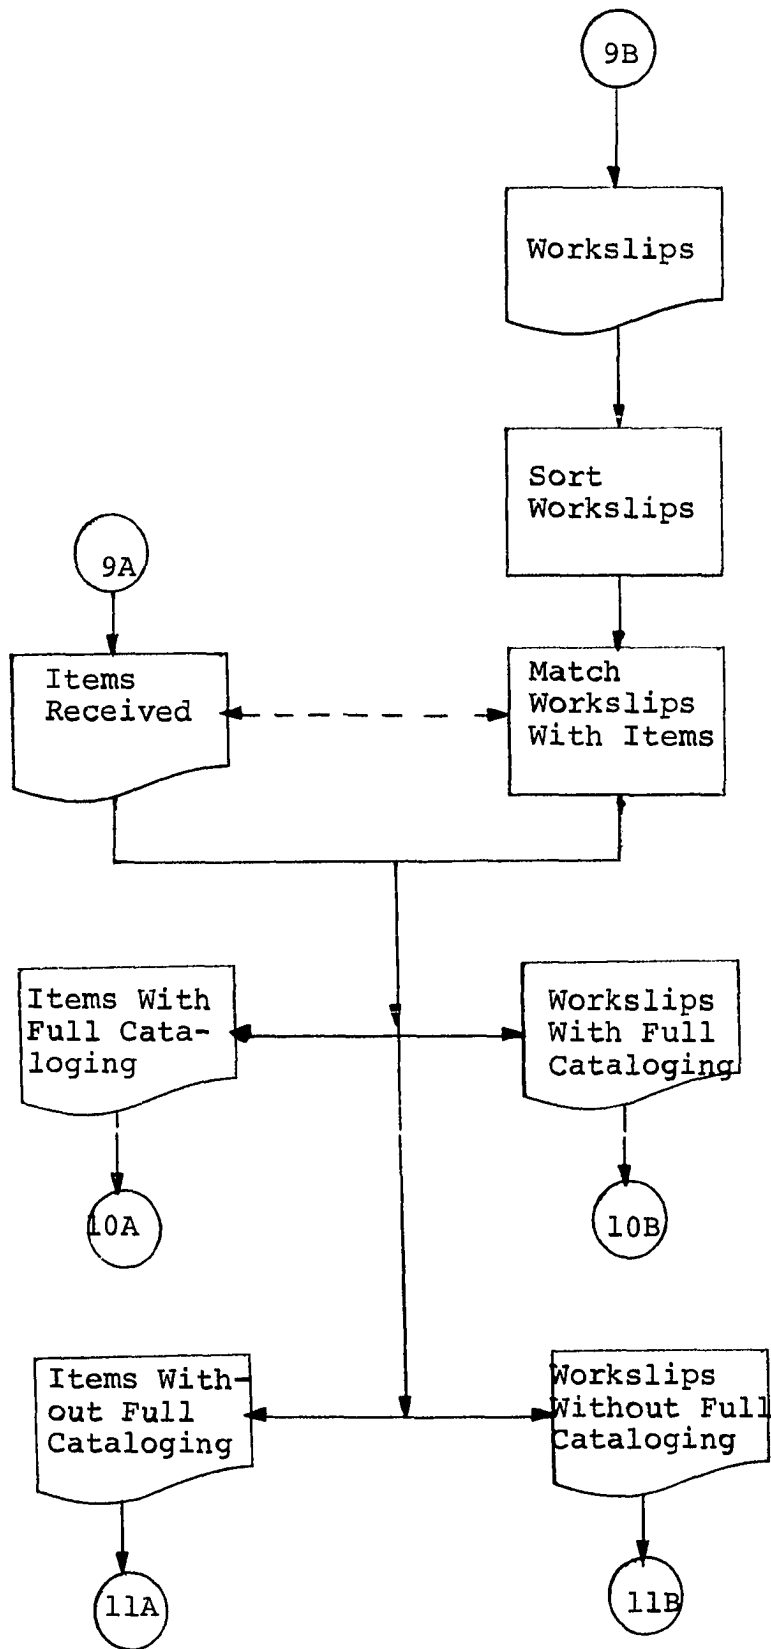 9B
Workslips
Sort
Workslips
9A
Items
Received
Match
Workslips
With Items
Items With
Full Cata-
loging
Workslips
With Full
Cataloging
10A
10B
Items With-
out Full
Cataloging
Workslips
Without Full
Cataloging
11A
11B